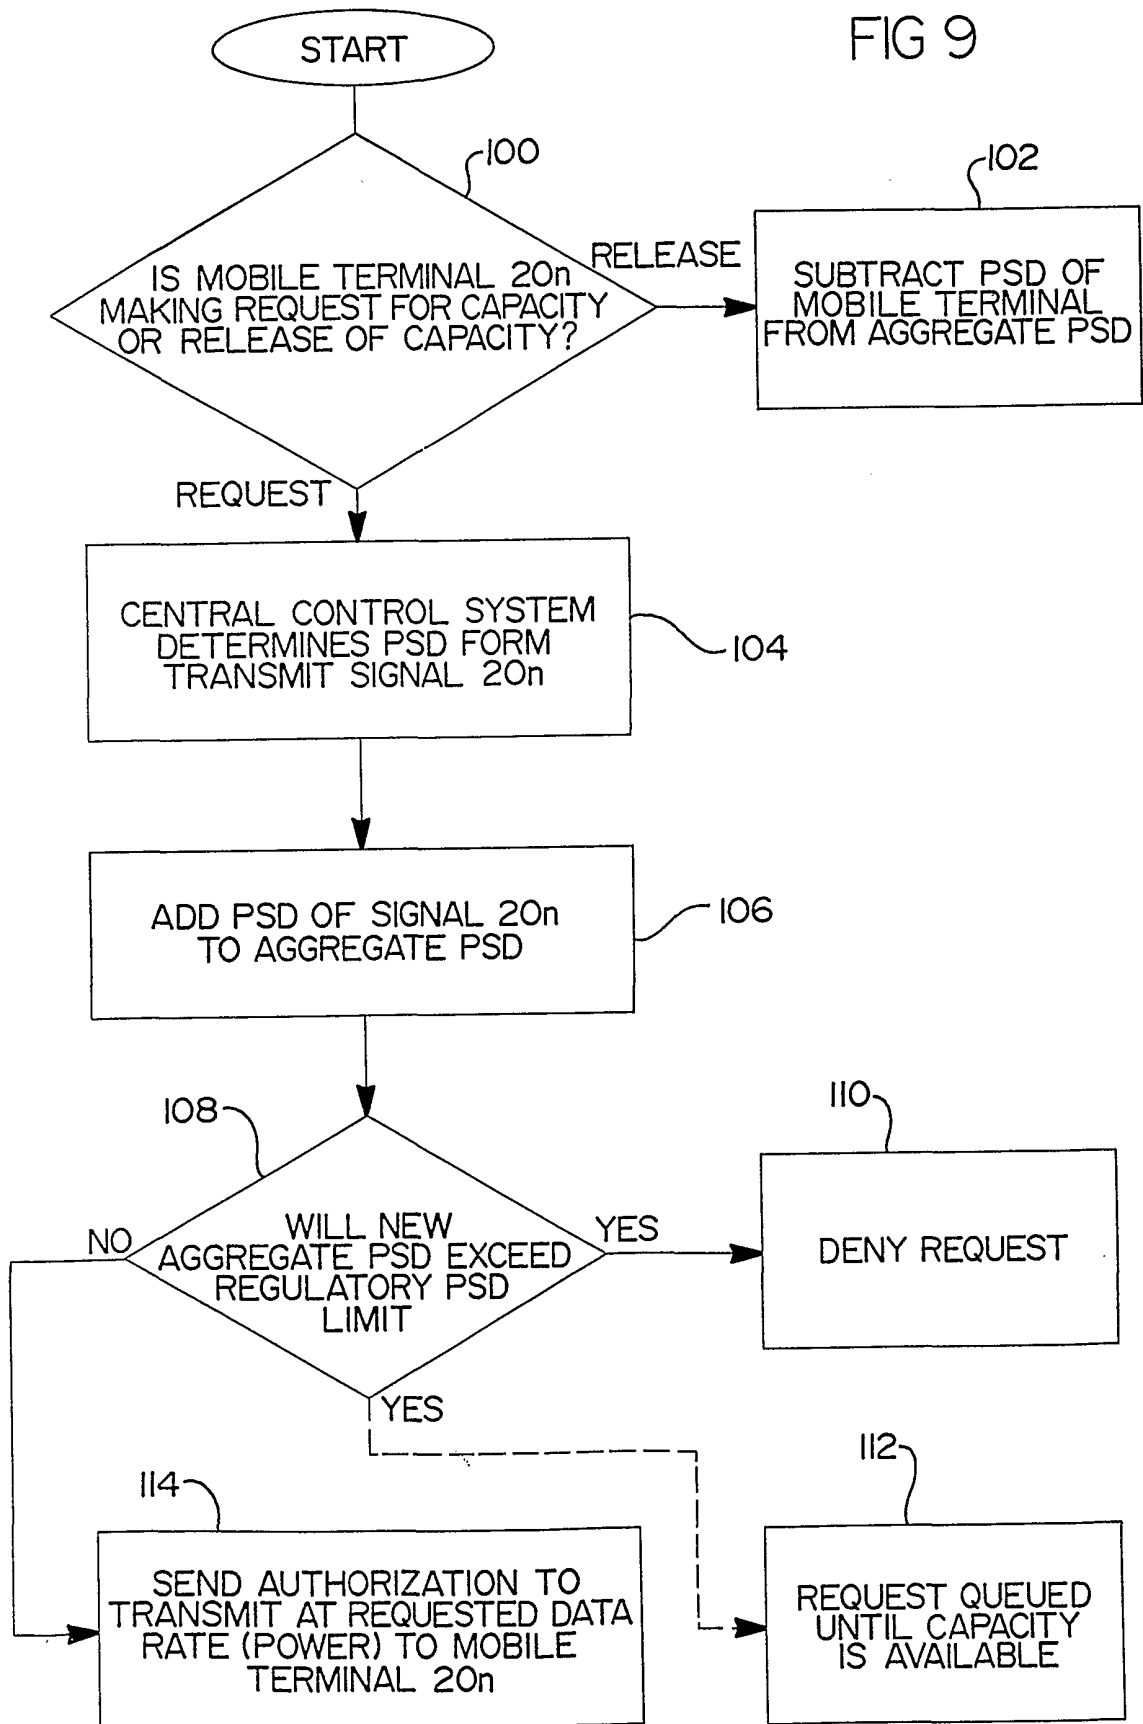 START
FIG 9
100
102
IS MOBILE TERMINAL 20n
MAKING REQUEST FOR CAPACITY
OR RELEASE OF CAPACITY?
RELEASE
SUBTRACT PSD OF
MOBILE TERMINAL
FROM AGGREGATE PSD
REQUEST
CENTRAL CONTROL SYSTEM
DETERMINES PSD FORM
TRANSMIT SIGNAL 20n
104
ADD PSD OF SIGNAL 20n
TO AGGREGATE PSD
106
108
110
NO
WILL NEW
AGGREGATE PSD EXCEED
REGULATORY PSD
LIMIT
YES
DENY REQUEST
YES
112
114
SEND AUTHORIZATION TO
TRANSMIT AT REQUESTED DATA
RATE (POWER) TO MOBILE
TERMINAL 20n
REQUEST QUEUED
UNTIL CAPACITY
IS AVAILABLE